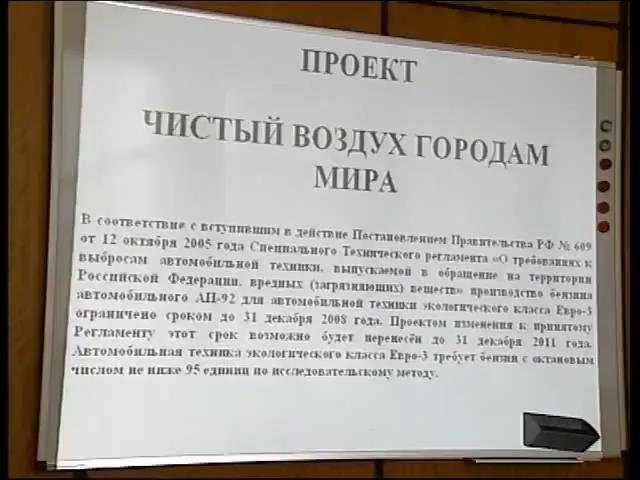 ПРОЕКТ
ЧИСТЫЙ ВОЗДУХ ГОРОДАМ
МИРА
В соответствие с вступившим в действие Постановлением Правительства РФ № 609
от 12 октября 2005 года Специального Технического регламента «О требованиях к
выбросам автомобильной техники, выпускаемой в обращение на территории
Российской Федерации, вредных (загрязняющих) веществ» производство бензина
автомобильного АИ-92 для автомобильной техники экологического класса Евро-3
ограничено сроком до 31 декабря 2008 года. Проектом изменения к принятому
Регламенту этот срок возможно будет перенесён до 31 декабря 2011 года.
Автомобильная техника экологического класса Евро-3 требует бензин с октановым
числом не ниже 95 единиц по исследовательскому методу.